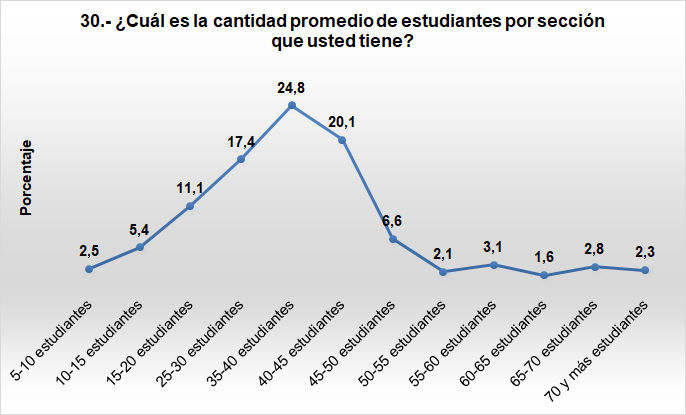 30.- ¿Cuál es la cantidad promedio de estudiantes por sección
que usted tiene?
Porcentaje
2,5
5,4
11,1
17,4
24,8
20,1
6,6
2,1
3,1
1,6
2,8
2,3
5-10 estudiantes
10-15 estudiantes
15-20 estudiantes
25-30 estudiantes
35-40 estudiantes
40-45 estudiantes
45-50 estudiantes
50-55 estudiantes
55-60 estudiantes
60-65 estudiantes
65-70 estudiantes
70 y más estudiantes